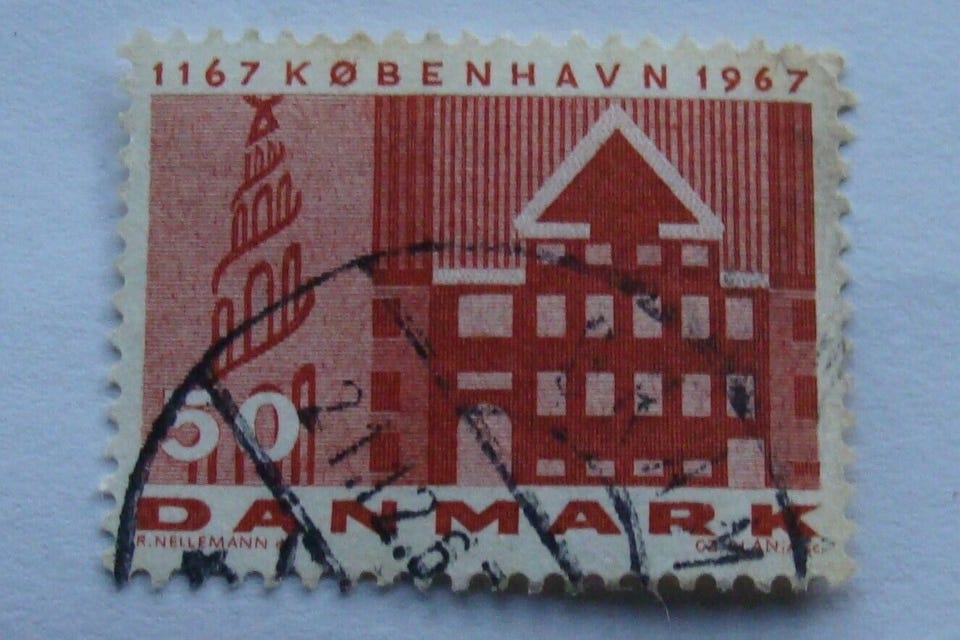 1167 KØBENHAVN 1967
50
DANMARK
R. NELLEMANN